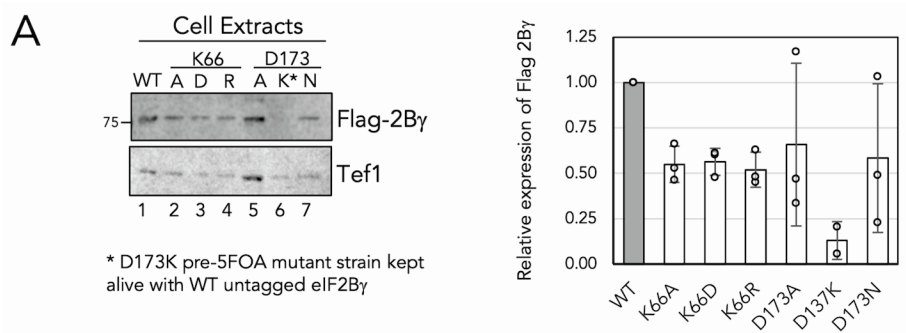 A
Cell Extracts
K66 D173
WT A D R A K* N
75 Flag-2Bγ
Tef1
1 2 3 4 5 6 7
* D173K pre-5FOA mutant strain kept
alive with WT untagged eIF2Bγ
Relative expression of Flag 2Bγ
1.25
1.00
0.75
0.50
0.25
0.00
WT K66A K66D K66R D173A D137K D173N